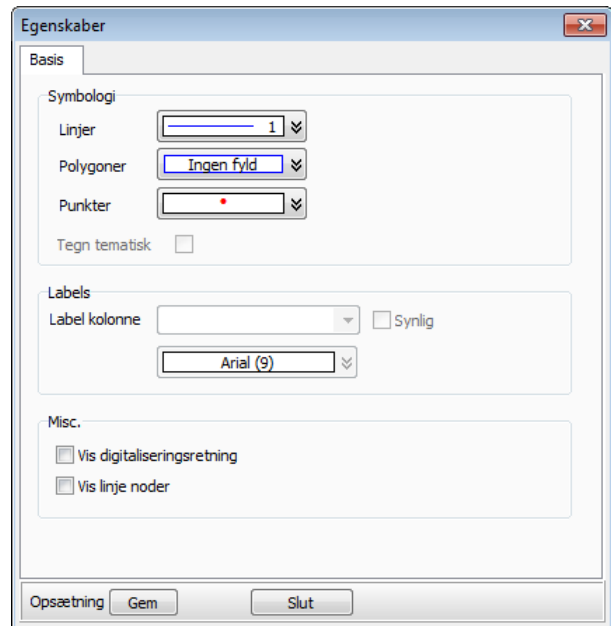 Egenskaber
Basis
Symbologi
Linjer 1
Polygoner Ingen fyld
Punkter
Tegn tematisk
Labels
Label kolonne Synlig
Arial (9)
Misc.
Vis digitaliseringsretning
Vis linje noder
Opsætning Gem Slut